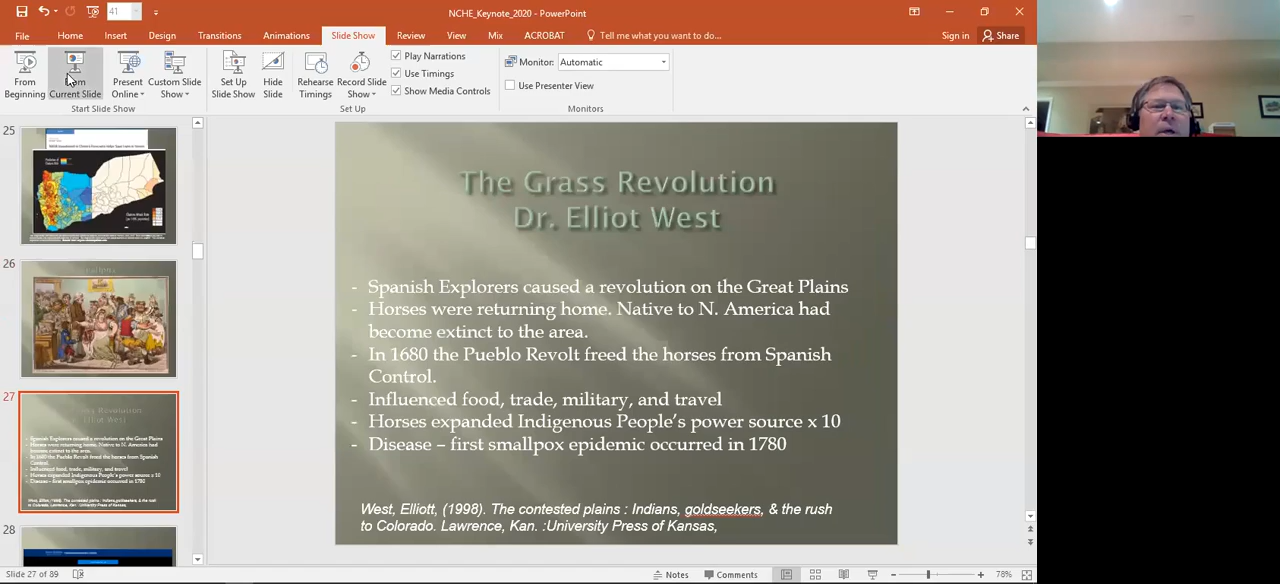 41
NCHE_Keynote_2020 - PowerPoint
File Home Insert Design Transitions Animations Slide Show Review View Mix ACROBAT Tell me what you want to do... Sign in Share
From Beginning
From Current Slide
Present Online
Custom Slide Show
Start Slide Show
Set Up Slide Show
Hide Slide
Rehearse Timings
Record Slide Show
Play Narrations
Use Timings
Show Media Controls
Set Up
Monitor: Automatic
Use Presenter View
Monitors
25
26
27
28
The Grass Revolution
Dr. Elliot West
- Spanish Explorers caused a revolution on the Great Plains
- Horses were returning home. Native to N. America had
become extinct to the area.
- In 1680 the Pueblo Revolt freed the horses from Spanish
Control.
- Influenced food, trade, military, and travel
- Horses expanded Indigenous People's power source x 10
- Disease – first smallpox epidemic occurred in 1780
West, Elliott, (1998). The contested plains : Indians, goldseekers, & the rush
to Colorado. Lawrence, Kan. :University Press of Kansas,
Slide 27 of 89
Notes Comments
78%